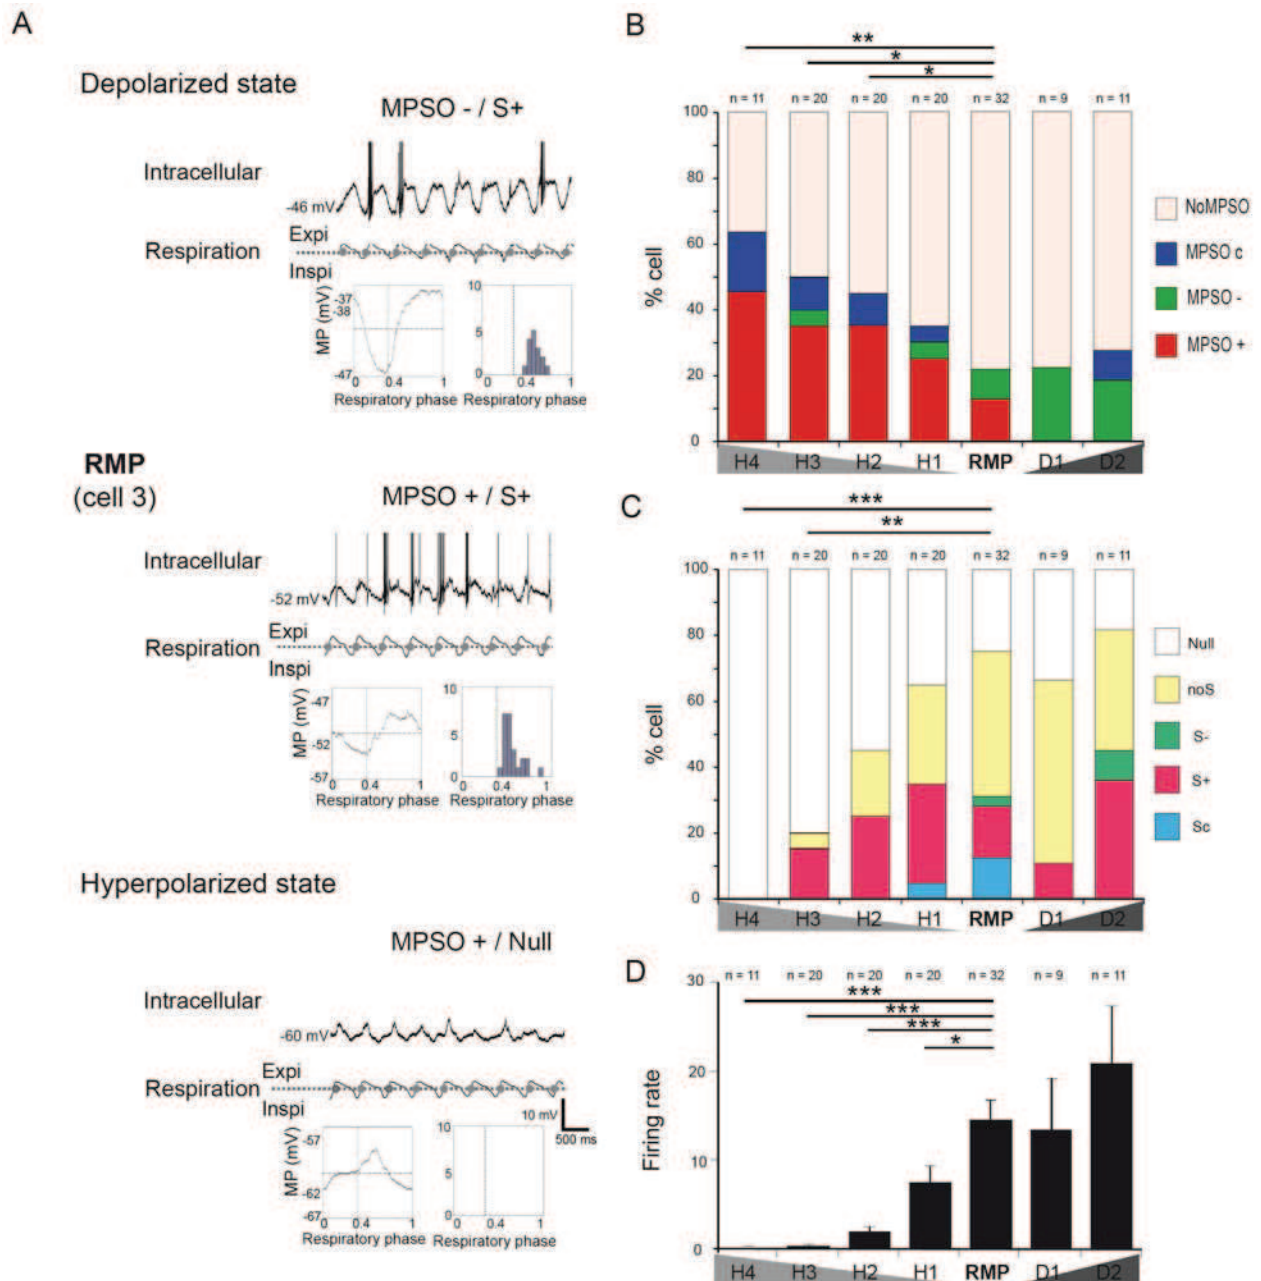 A
Depolarized state
MPSO - / S+
Intracellular
-46 mV
Expi
Respiration
Inspi
MP (mV)
-37
-38
-47
0 0.4 1
Respiratory phase
10
5
0
0 0.4 1
Respiratory phase
RMP
(cell 3)
MPSO + / S+
Intracellular
-52 mV
Expi
Respiration
Inspi
MP (mV)
-47
-52
-57
0 0.4 1
Respiratory phase
10
5
0
0 0.4 1
Respiratory phase
Hyperpolarized state
MPSO + / Null
Intracellular
-60 mV
Expi
Respiration
Inspi
10 mV
500 ms
MP (mV)
-57
-62
-67
0 0.4 1
Respiratory phase
10
5
0
0 0.4 1
Respiratory phase
B
**
*
*
n = 11 n = 20 n = 20 n = 20 n = 32 n = 9 n = 11
% cell
100
80
60
40
20
0
H4 H3 H2 H1 RMP D1 D2
NoMPSO
MPSO c
MPSO -
MPSO +
C
***
**
n = 11 n = 20 n = 20 n = 20 n = 32 n = 9 n = 11
% cell
100
80
60
40
20
0
H4 H3 H2 H1 RMP D1 D2
Null
noS
S-
S+
Sc
D
n = 11 n = 20 n = 20 n = 20 n = 32 n = 9 n = 11
***
***
***
*
Firing rate
30
20
10
0
H4 H3 H2 H1 RMP D1 D2